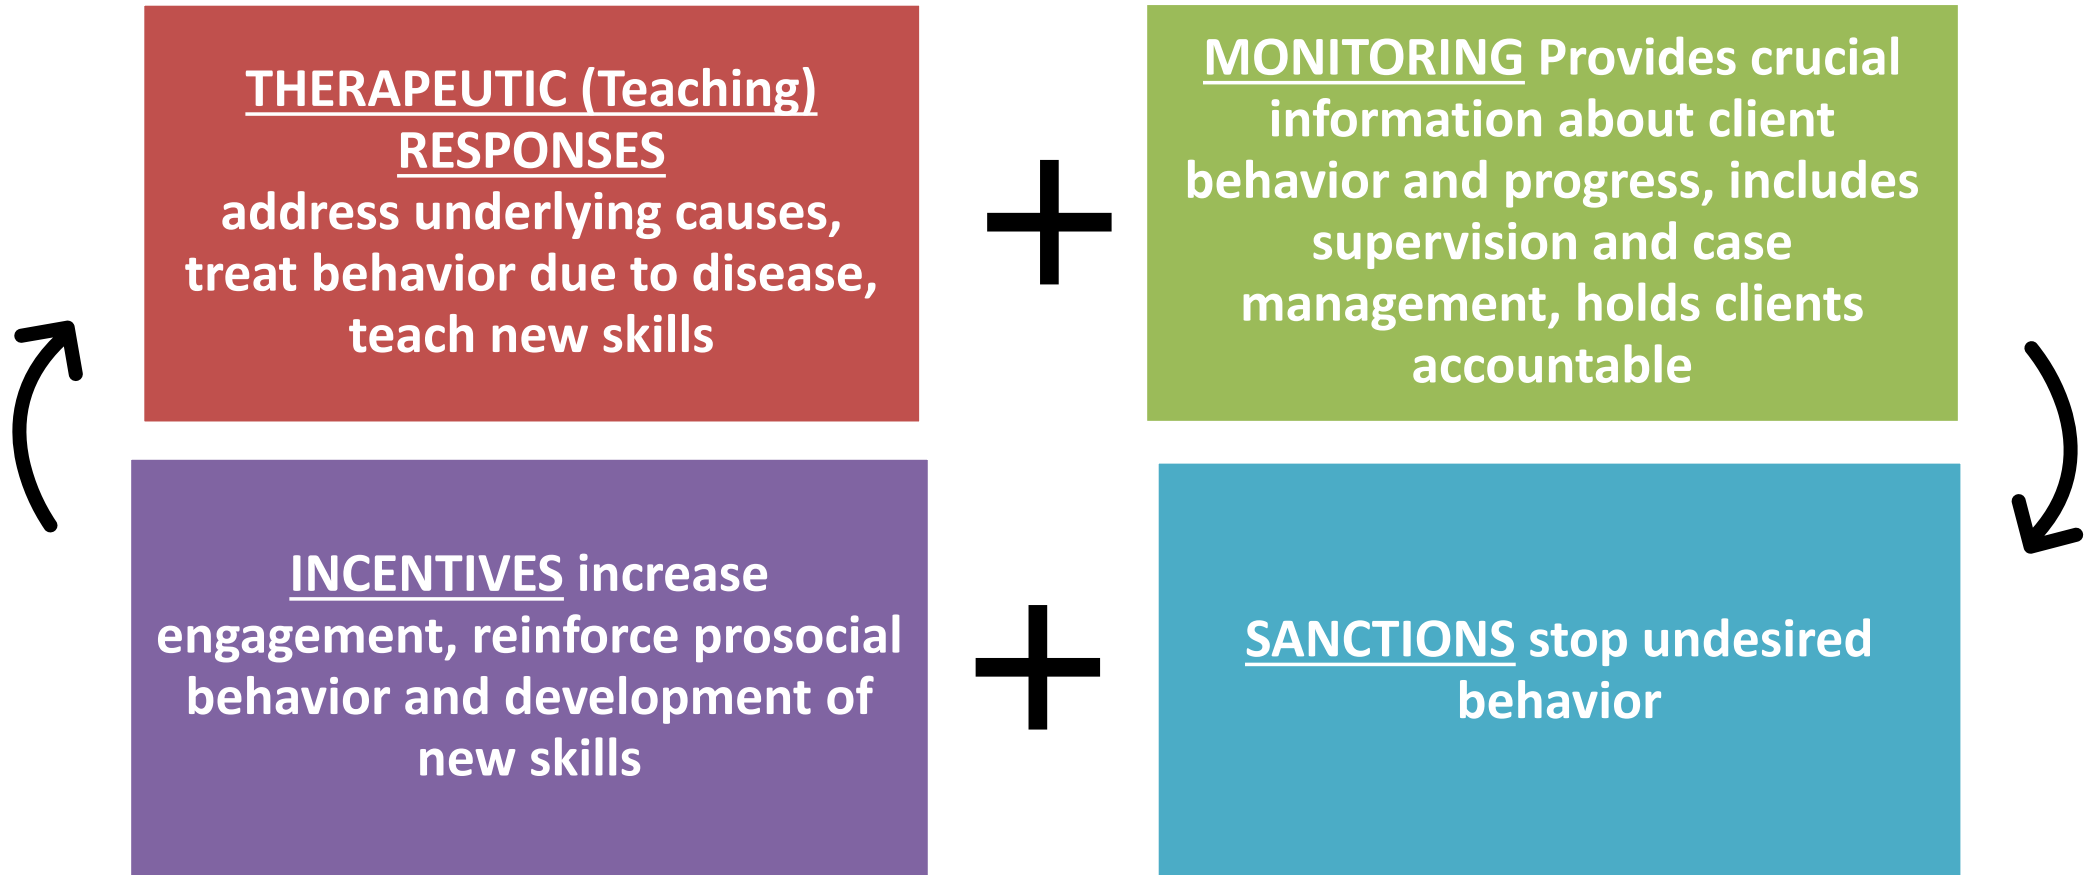 THERAPEUTIC (Teaching)
RESPONSES
address underlying causes,
treat behavior due to disease,
teach new skills
MONITORING Provides crucial
information about client
behavior and progress, includes
supervision and case
management, holds clients
accountable
INCENTIVES increase
engagement, reinforce prosocial
behavior and development of
new skills
SANCTIONS stop undesired
behavior